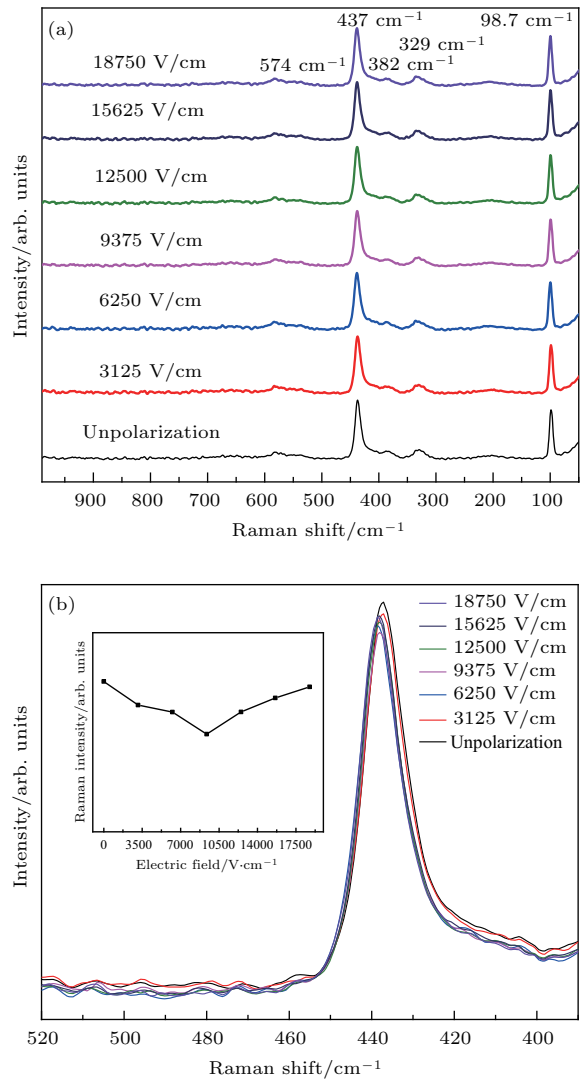 (a)
437 cm⁻¹
98.7 cm⁻¹
329 cm⁻¹
574 cm⁻¹
382 cm⁻¹
18750 V/cm
15625 V/cm
12500 V/cm
9375 V/cm
6250 V/cm
3125 V/cm
Unpolarization
Intensity/arb. units
900 800 700 600 500 400 300 200 100
Raman shift/cm⁻¹
(b)
18750 V/cm
15625 V/cm
12500 V/cm
9375 V/cm
6250 V/cm
3125 V/cm
Unpolarization
Raman intensity/arb. units
0 3500 7000 10500 14000 17500
Electric field/V·cm⁻¹
Intensity/arb. units
520 500 480 460 440 420 400
Raman shift/cm⁻¹